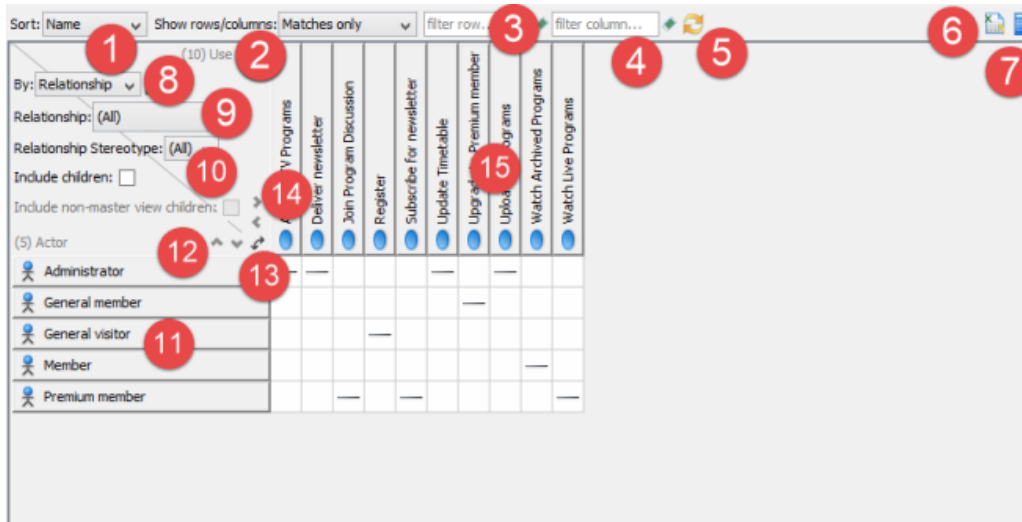 Sort: Name Show rows/columns: Matches only filter row... 3 filter column...
1 2 4 5 6 7
(10) Use
By: Relationship 8
Relationship: (All) 9
Relationship Stereotype: (All)
10
Include children:
Include non-master view children:
14
(5) Actor 12
13
TV Programs
Deliver newsletter
Join Program Discussion
Register
Subscribe for newsletter
Update Timetable
Premium member
15
Watch Archived Programs
Watch Live Programs
Administrator
General member
General visitor
11
Member
Premium member